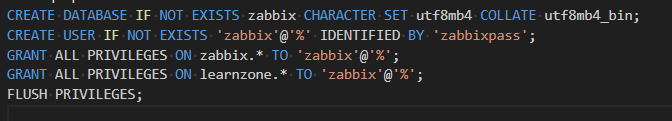 CREATE DATABASE IF NOT EXISTS zabbix CHARACTER SET utf8mb4 COLLATE utf8mb4_bin;
CREATE USER IF NOT EXISTS 'zabbix'@'%' IDENTIFIED BY 'zabbixpass';
GRANT ALL PRIVILEGES ON zabbix.* TO 'zabbix'@'%';
GRANT ALL PRIVILEGES ON learnzone.* TO 'zabbix'@'%';
FLUSH PRIVILEGES;